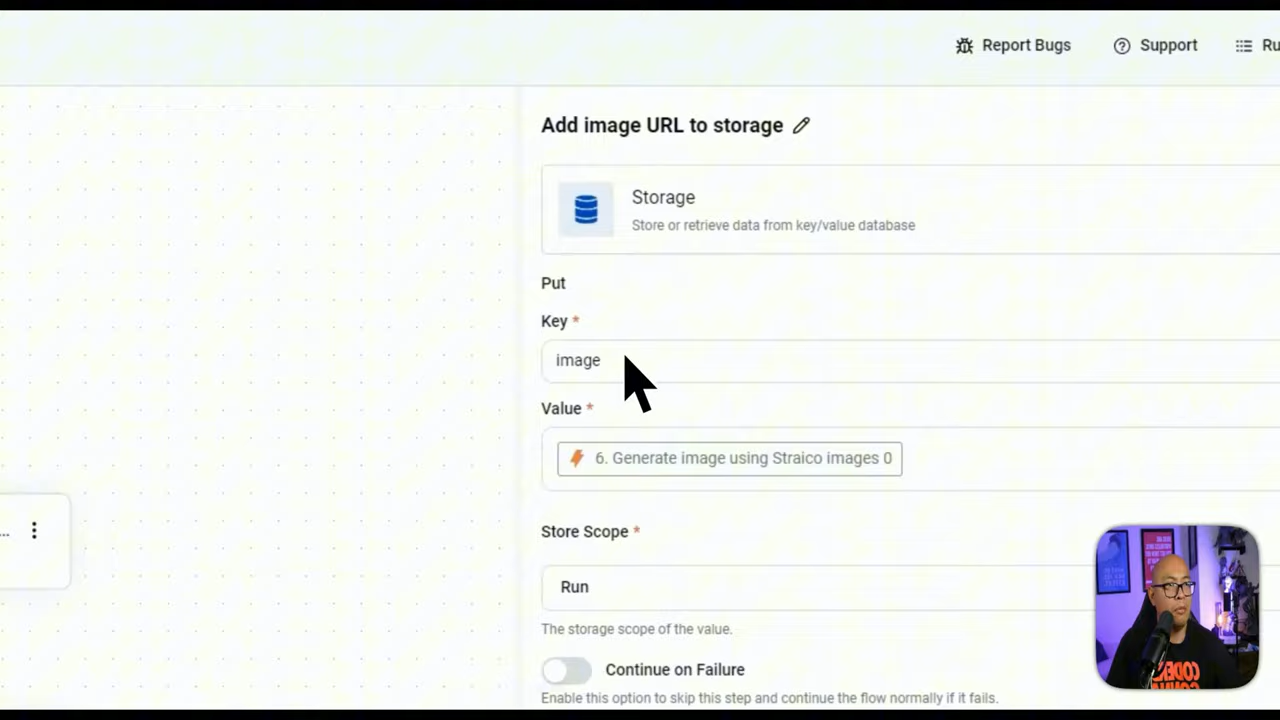 Report Bugs
Support
Ru
Add image URL to storage
Storage
Store or retrieve data from key/value database
Put
Key *
image
Value *
6. Generate image using Straico images 0
...
Store Scope *
Run
The storage scope of the value.
Continue on Failure
Enable this option to skip this step and continue the flow normally if it fails.